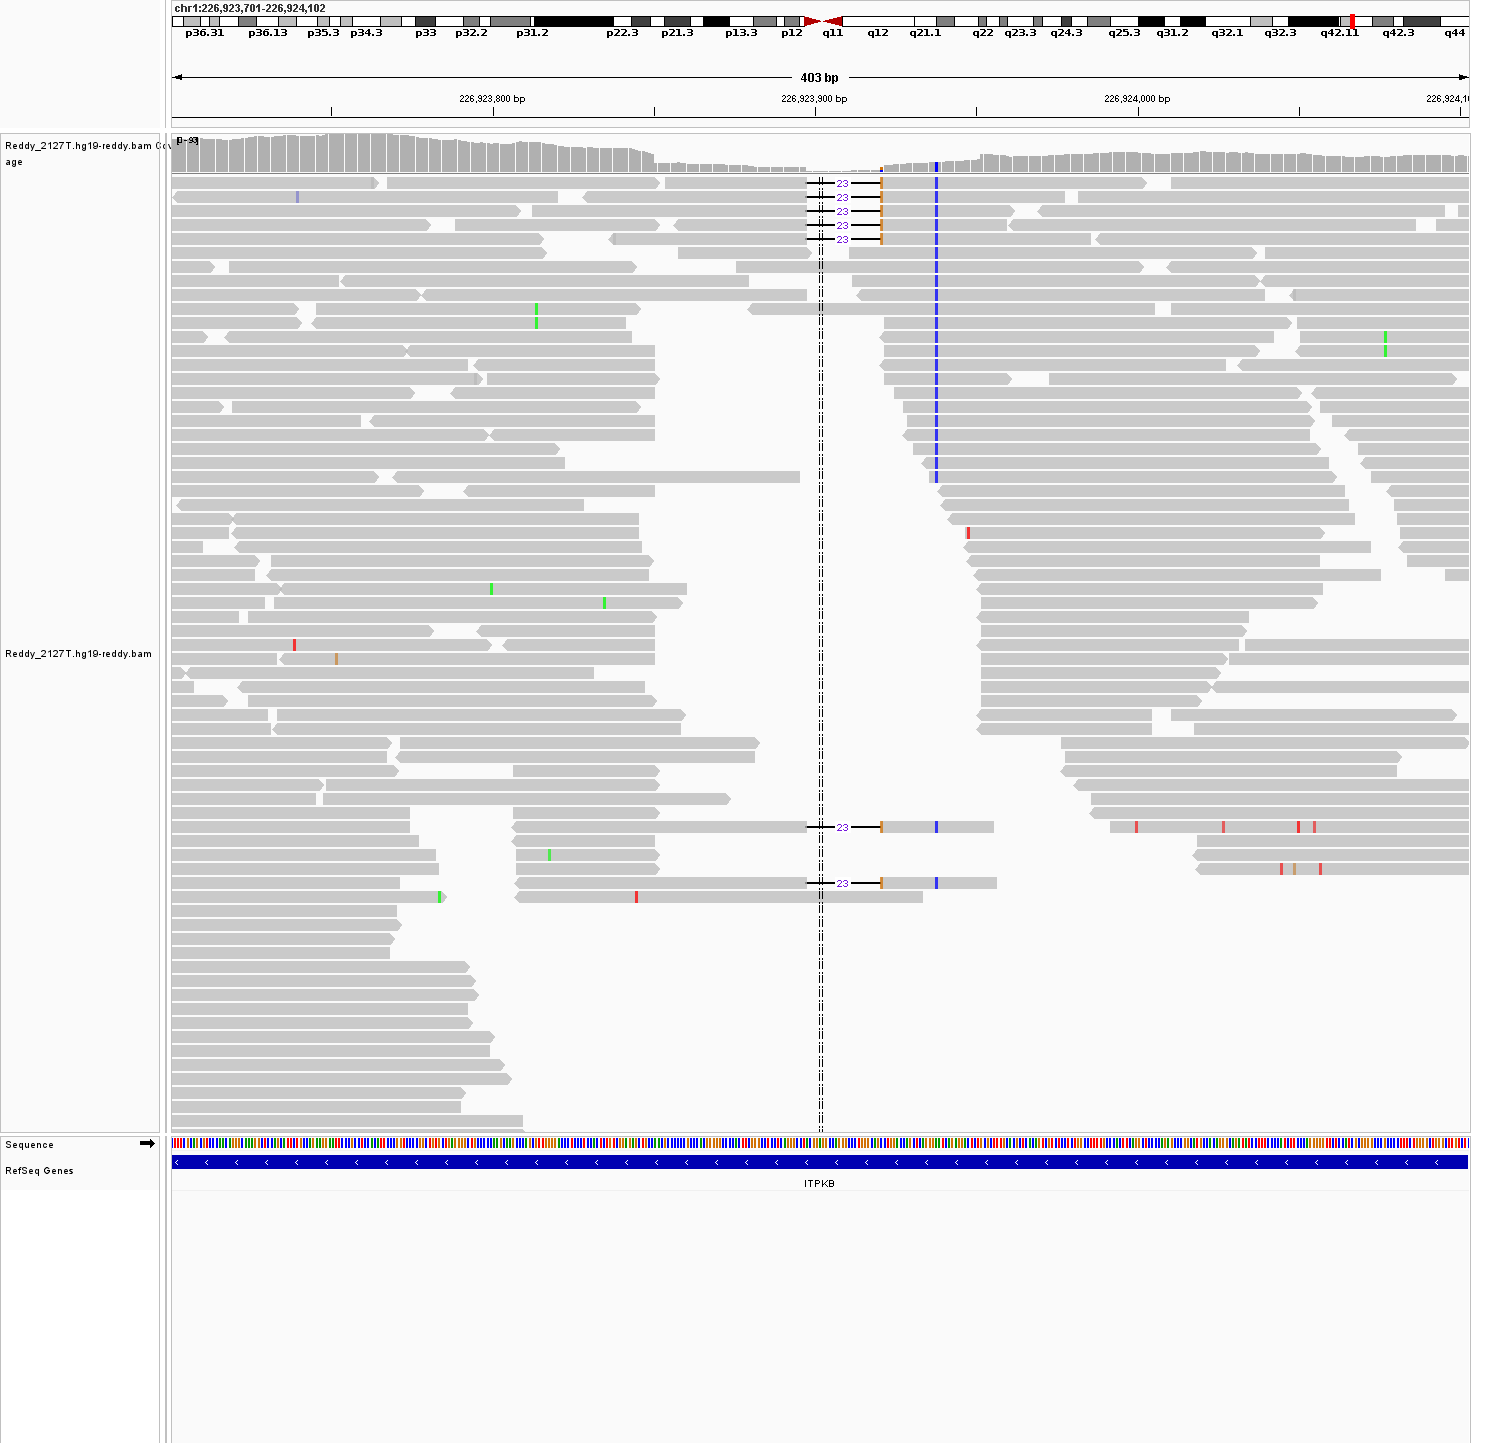 chr1:226,923,701-226,924,102
p36.31 p36.13 p35.3 p34.3 p33 p32.2 p31.2 p22.3 p21.3 p13.3 p12 q11 q12 q21.1 q22 q23.3 q24.3 q25.3 q31.2 q32.1 q32.3 q42.11 q42.3 q44
403 bp
226,923,800 bp 226,923,900 bp 226,924,000 bp 226,924,10
[0-93]
Reddy_2127T.hg19-reddy.bam Cov
age
23
23
23
23
23
Reddy_2127T.hg19-reddy.bam
23
23
Sequence
RefSeq Genes
ITPKB